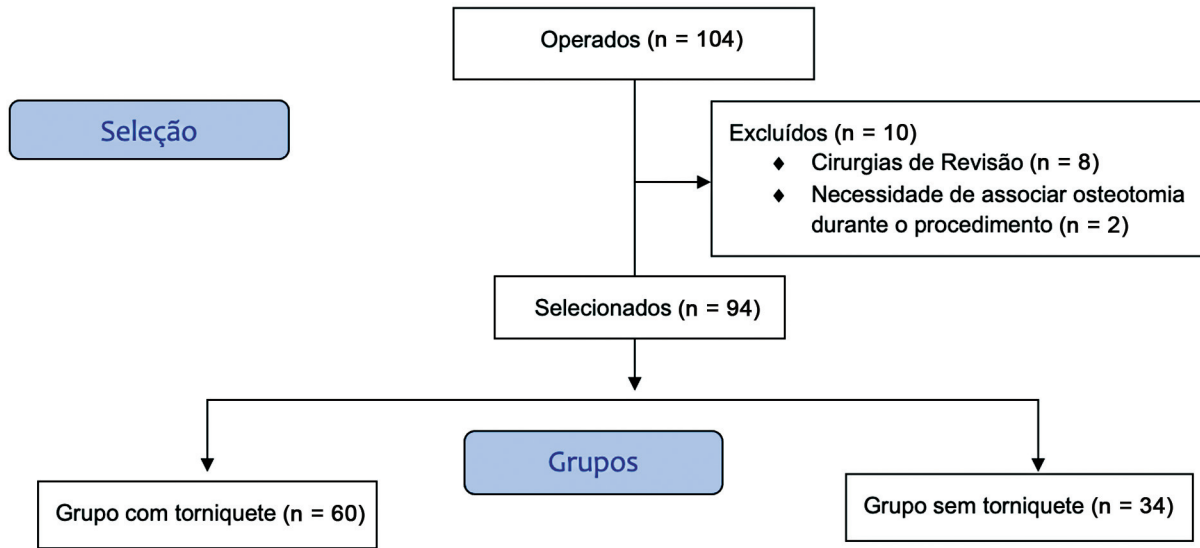 Operados (n = 104)
Seleção
Excluídos (n = 10)
♦ Cirurgias de Revisão (n = 8)
♦ Necessidade de associar osteotomia
durante o procedimento (n = 2)
Selecionados (n = 94)
Grupos
Grupo com torniquete (n = 60)
Grupo sem torniquete (n = 34)